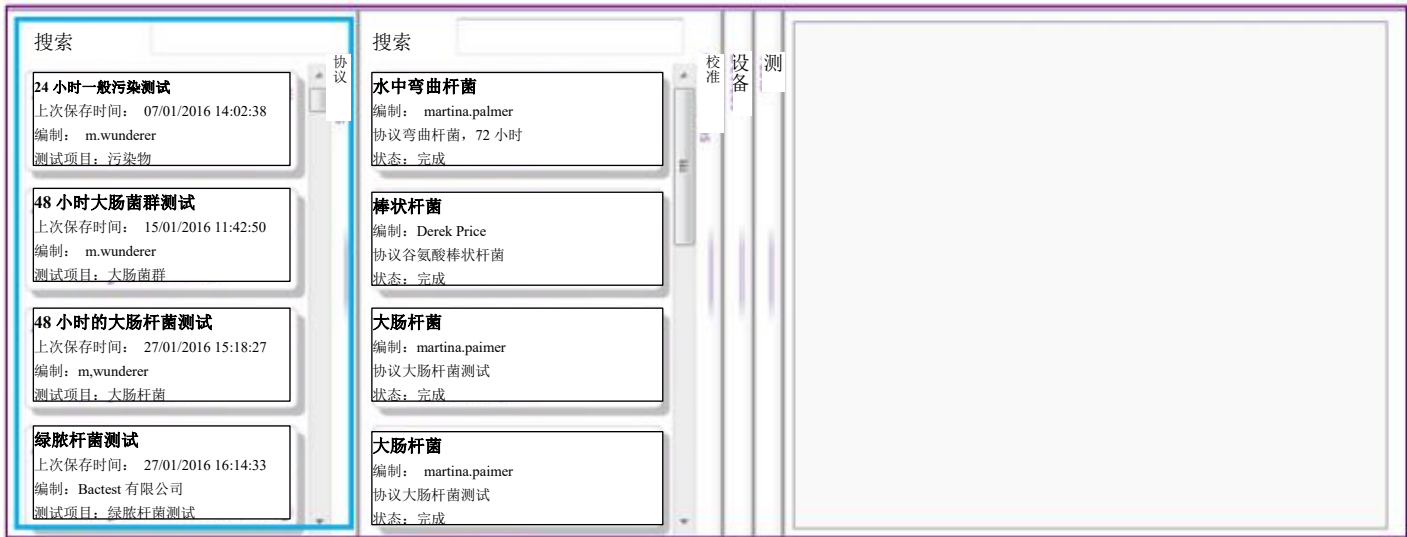 搜索
协议
24 小时一般污染测试
上次保存时间： 07/01/2016 14:02:38
编制： m.wunderer
测试项目：污染物
48 小时大肠菌群测试
上次保存时间： 15/01/2016 11:42:50
编制： m.wunderer
测试项目：大肠菌群
48 小时的大肠杆菌测试
上次保存时间： 27/01/2016 15:18:27
编制：m,wunderer
测试项目：大肠杆菌
绿脓杆菌测试
上次保存时间： 27/01/2016 16:14:33
编制：Bactest 有限公司
测试项目：绿脓杆菌测试
搜索
校准
水中弯曲杆菌
编制： martina.palmer
协议弯曲杆菌，72 小时
状态：完成
棒状杆菌
编制：Derek Price
协议谷氨酸棒状杆菌
状态：完成
大肠杆菌
编制：martina.paimer
协议大肠杆菌测试
状态：完成
大肠杆菌
编制： martina.paimer
协议大肠杆菌测试
状态：完成
设备
测